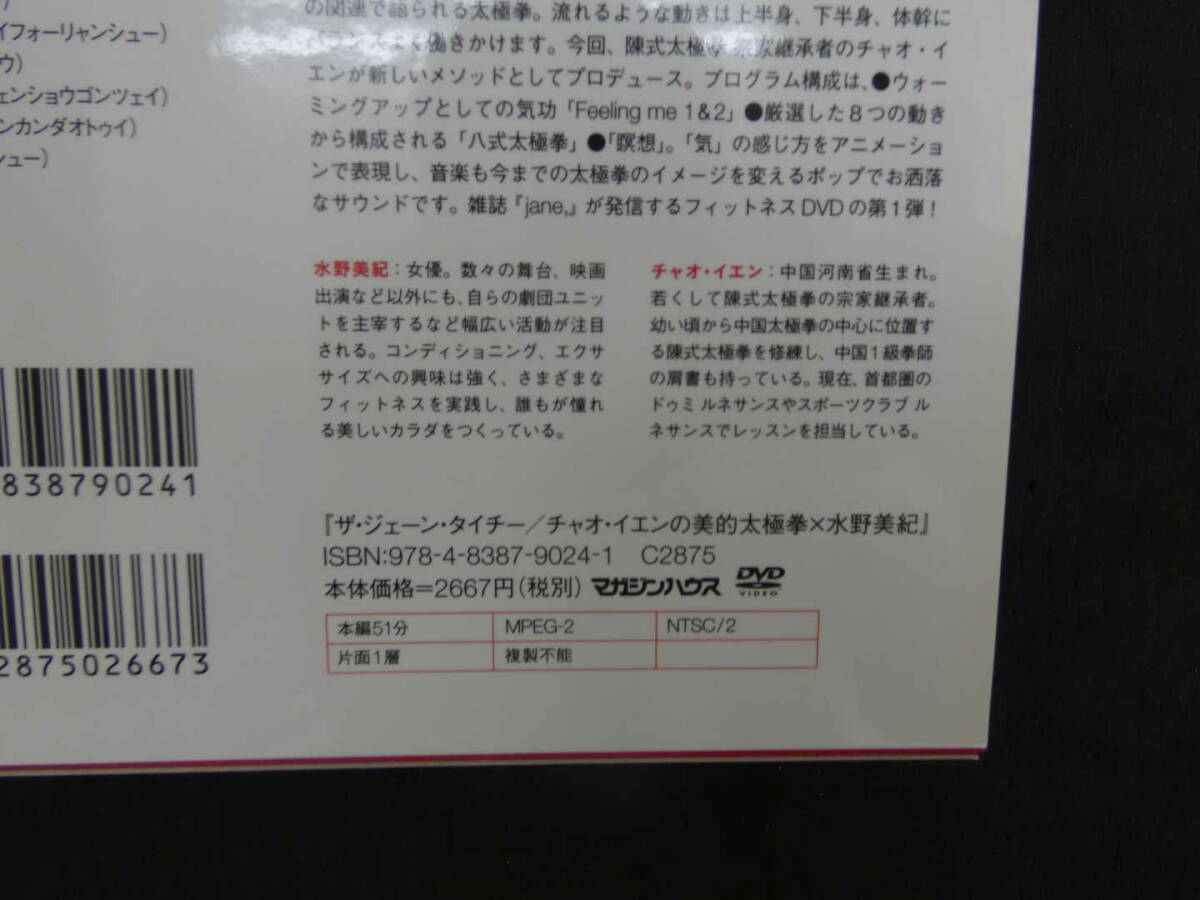 イフォーリャンシュー)
ウ)
ェンショウゴンツェイ)
ンカンダオトゥイ)
シュー)
の関連で語られる太極拳。流れるような動きは上半身、下半身、体幹に
バランスよく働きかけます。今回、陳式太極拳 宗家継承者のチャオ・イ
エンが新しいメソッドとしてプロデュース。プログラム構成は、●ウォー
ミングアップとしての気功「Feeling me 1&2」●厳選した8つの動き
から構成される「八式太極拳」●「瞑想」。「気」の感じ方をアニメーショ
ンで表現し、音楽も今までの太極拳のイメージを変えるポップでお洒落
なサウンドです。雑誌『jane,』が発信するフィットネスDVDの第1弾!
水野美紀：女優。数々の舞台、映画
出演など以外にも、自らの劇団ユニッ
トを主宰するなど幅広い活動が注目
される。コンディショニング、エクサ
サイズへの興味は強く、さまざまな
フィットネスを実践し、誰もが憧れ
る美しいカラダをつくっている。
チャオ・イエン：中国河南省生まれ。
若くして陳式太極拳の宗家継承者。
幼い頃から中国太極拳の中心に位置す
る陳式太極拳を修練し、中国1級拳師
の肩書も持っている。現在、首都圏の
ドゥミ ルネサンスやスポーツクラブ ル
ネサンスでレッスンを担当している。
838790241
2875026673
『ザ・ジェーン・タイチー／チャオ・イエンの美的太極拳×水野美紀』
ISBN:978-4-8387-9024-1 C2875
本体価格=2667円(税別) マガジンハウス DVD VIDEO
本編51分 MPEG-2 NTSC/2
片面1層 複製不能